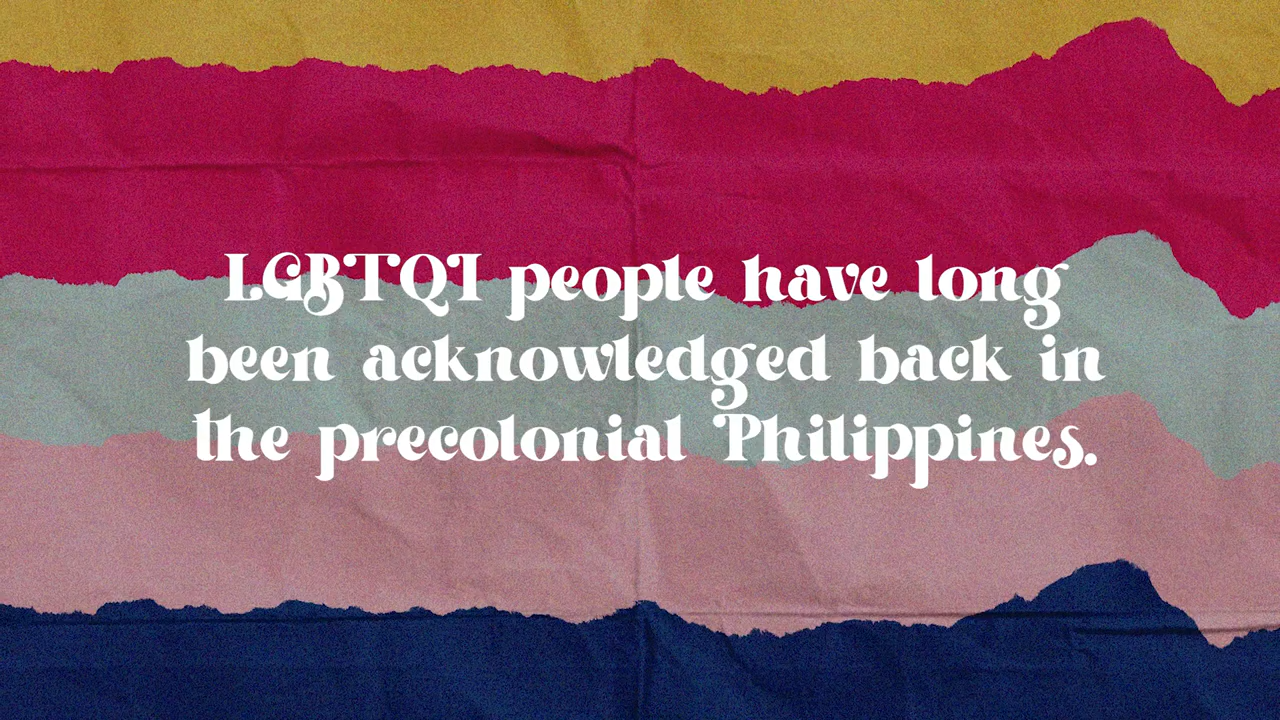 LGBTQI people have long
been acknowledged back in
the precolonial Philippines.